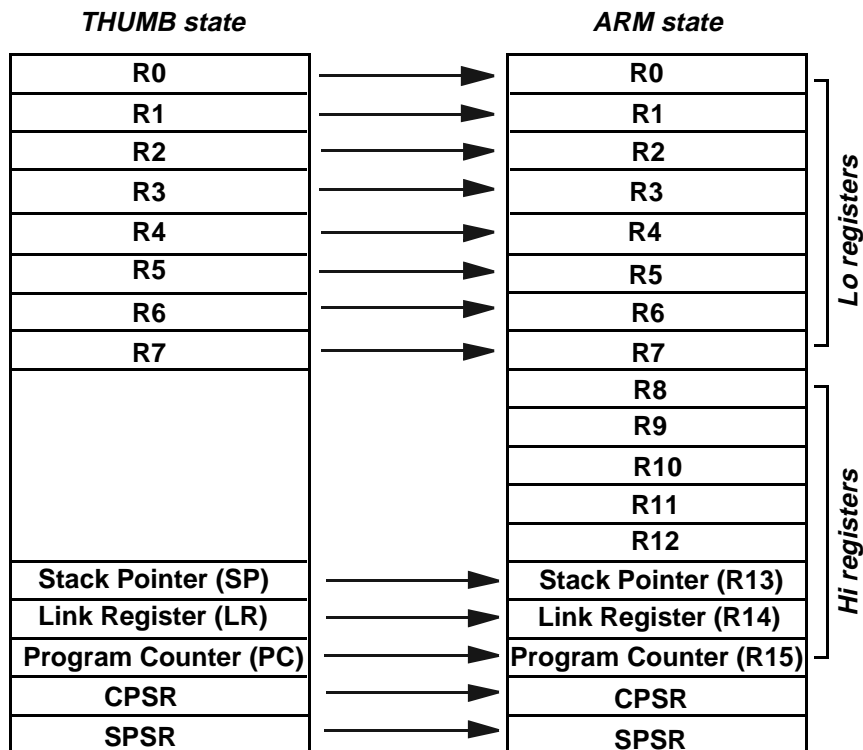 THUMB state
ARM state
R0
R0
R1
R1
R2
R2
R3
R3
R4
R4
R5
R5
R6
R6
R7
R7
R8
R9
R10
R11
R12
Stack Pointer (SP)
Stack Pointer (R13)
Link Register (LR)
Link Register (R14)
Program Counter (PC)
Program Counter (R15)
CPSR
CPSR
SPSR
SPSR
Lo registers
Hi registers